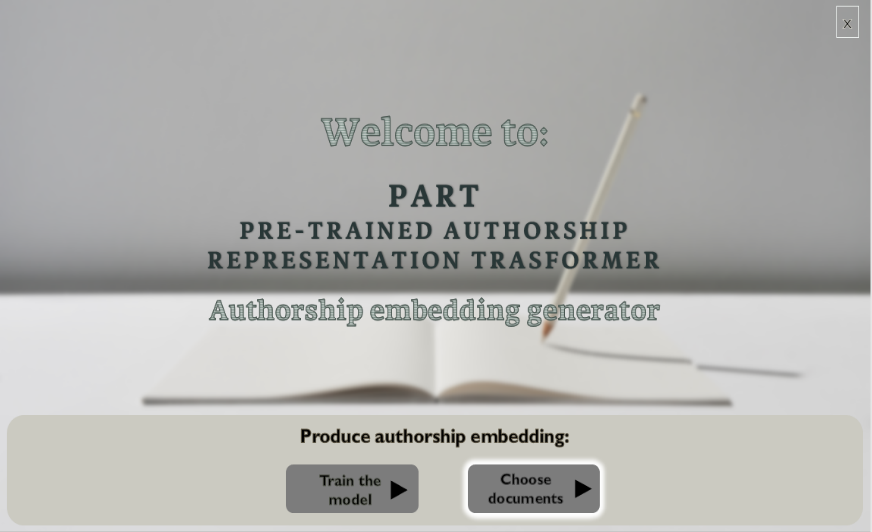 X
Welcome to:
PART
PRE-TRAINED AUTHORSHIP
REPRESENTATION TRASFORMER
Authorship embedding generator
Produce authorship embedding:
Train the
model
Choose
documents